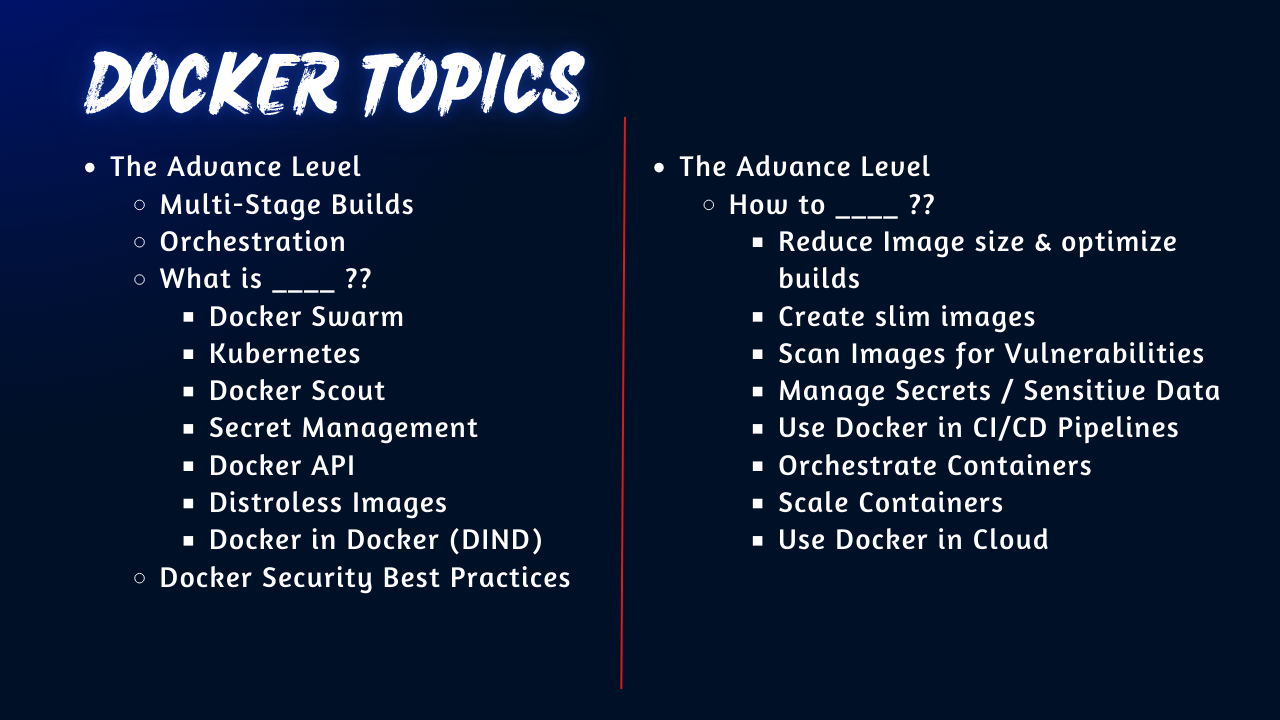 DOCKER TOPICS
• The Advance Level
○ Multi-Stage Builds
○ Orchestration
○ What is ____ ??
▪ Docker Swarm
▪ Kubernetes
▪ Docker Scout
▪ Secret Management
▪ Docker API
▪ Distroless Images
▪ Docker in Docker (DIND)
○ Docker Security Best Practices
• The Advance Level
○ How to ____ ??
▪ Reduce Image size & optimize
builds
▪ Create slim images
▪ Scan Images for Vulnerabilities
▪ Manage Secrets / Sensitive Data
▪ Use Docker in CI/CD Pipelines
▪ Orchestrate Containers
▪ Scale Containers
▪ Use Docker in Cloud